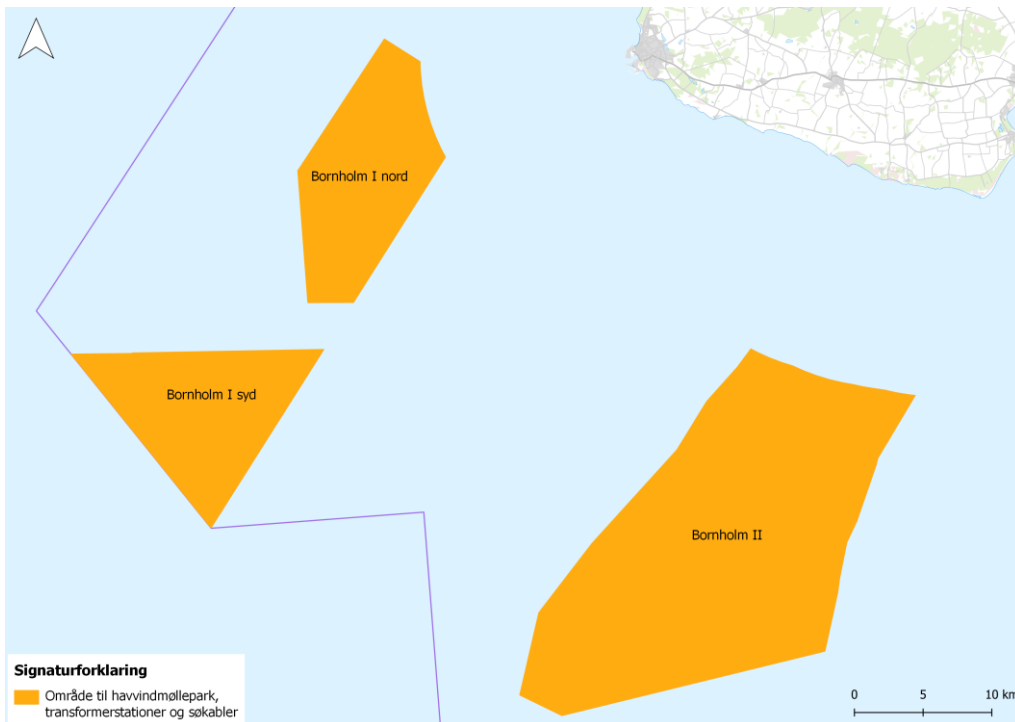 Bornholm I nord
Bornholm I syd
Bornholm II
Signaturforklaring
Område til havvindmøllepark,
transformerstationer og søkabler
0 5 10 km